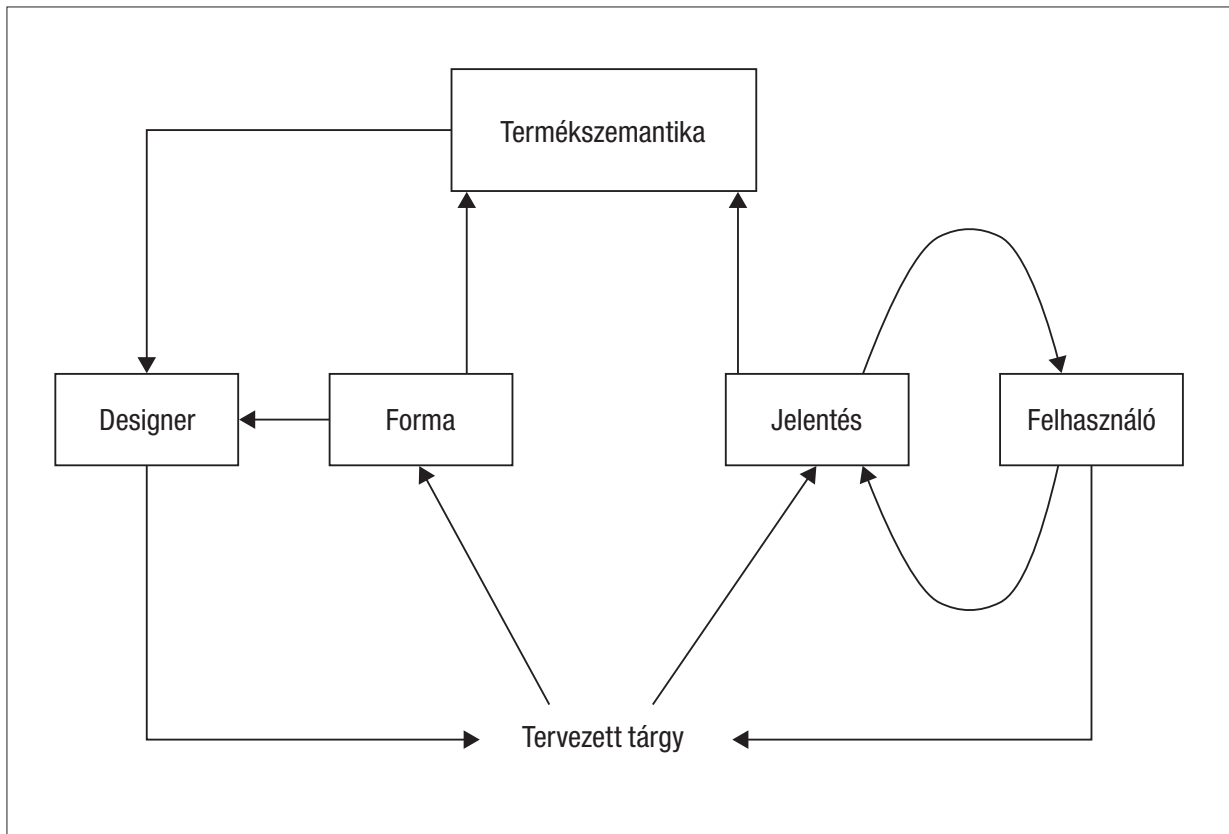 Termékszemantika
Designer
Forma
Jelentés
Felhasználó
Tervezett tárgy